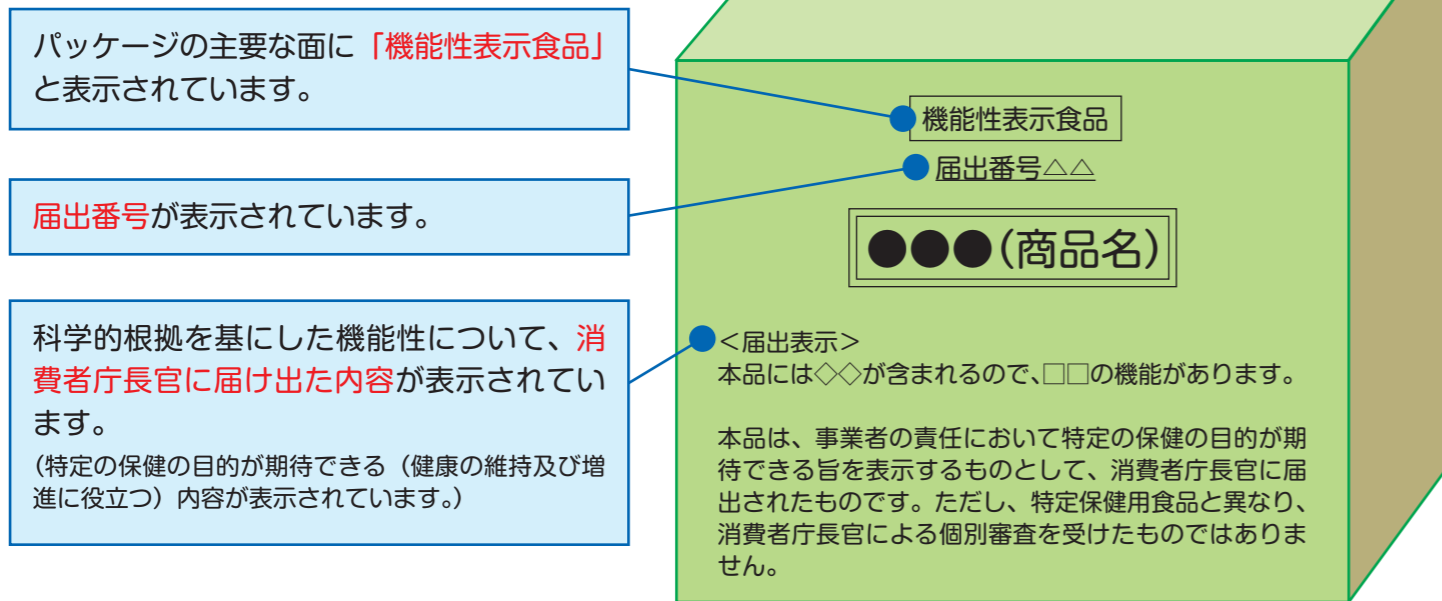 パッケージの主要な面に「機能性表示食品」
と表示されています。
届出番号が表示されています。
科学的根拠を基にした機能性について、消
費者庁長官に届け出た内容が表示されてい
ます。
(特定の保健の目的が期待できる（健康の維持及び増
進に役立つ）内容が表示されています。)
機能性表示食品
届出番号△△
●●●(商品名)
＜届出表示＞
本品には◇◇が含まれるので、□□の機能があります。
本品は、事業者の責任において特定の保健の目的が期
待できる旨を表示するものとして、消費者庁長官に届
出されたものです。ただし、特定保健用食品と異なり、
消費者庁長官による個別審査を受けたものではありま
せん。